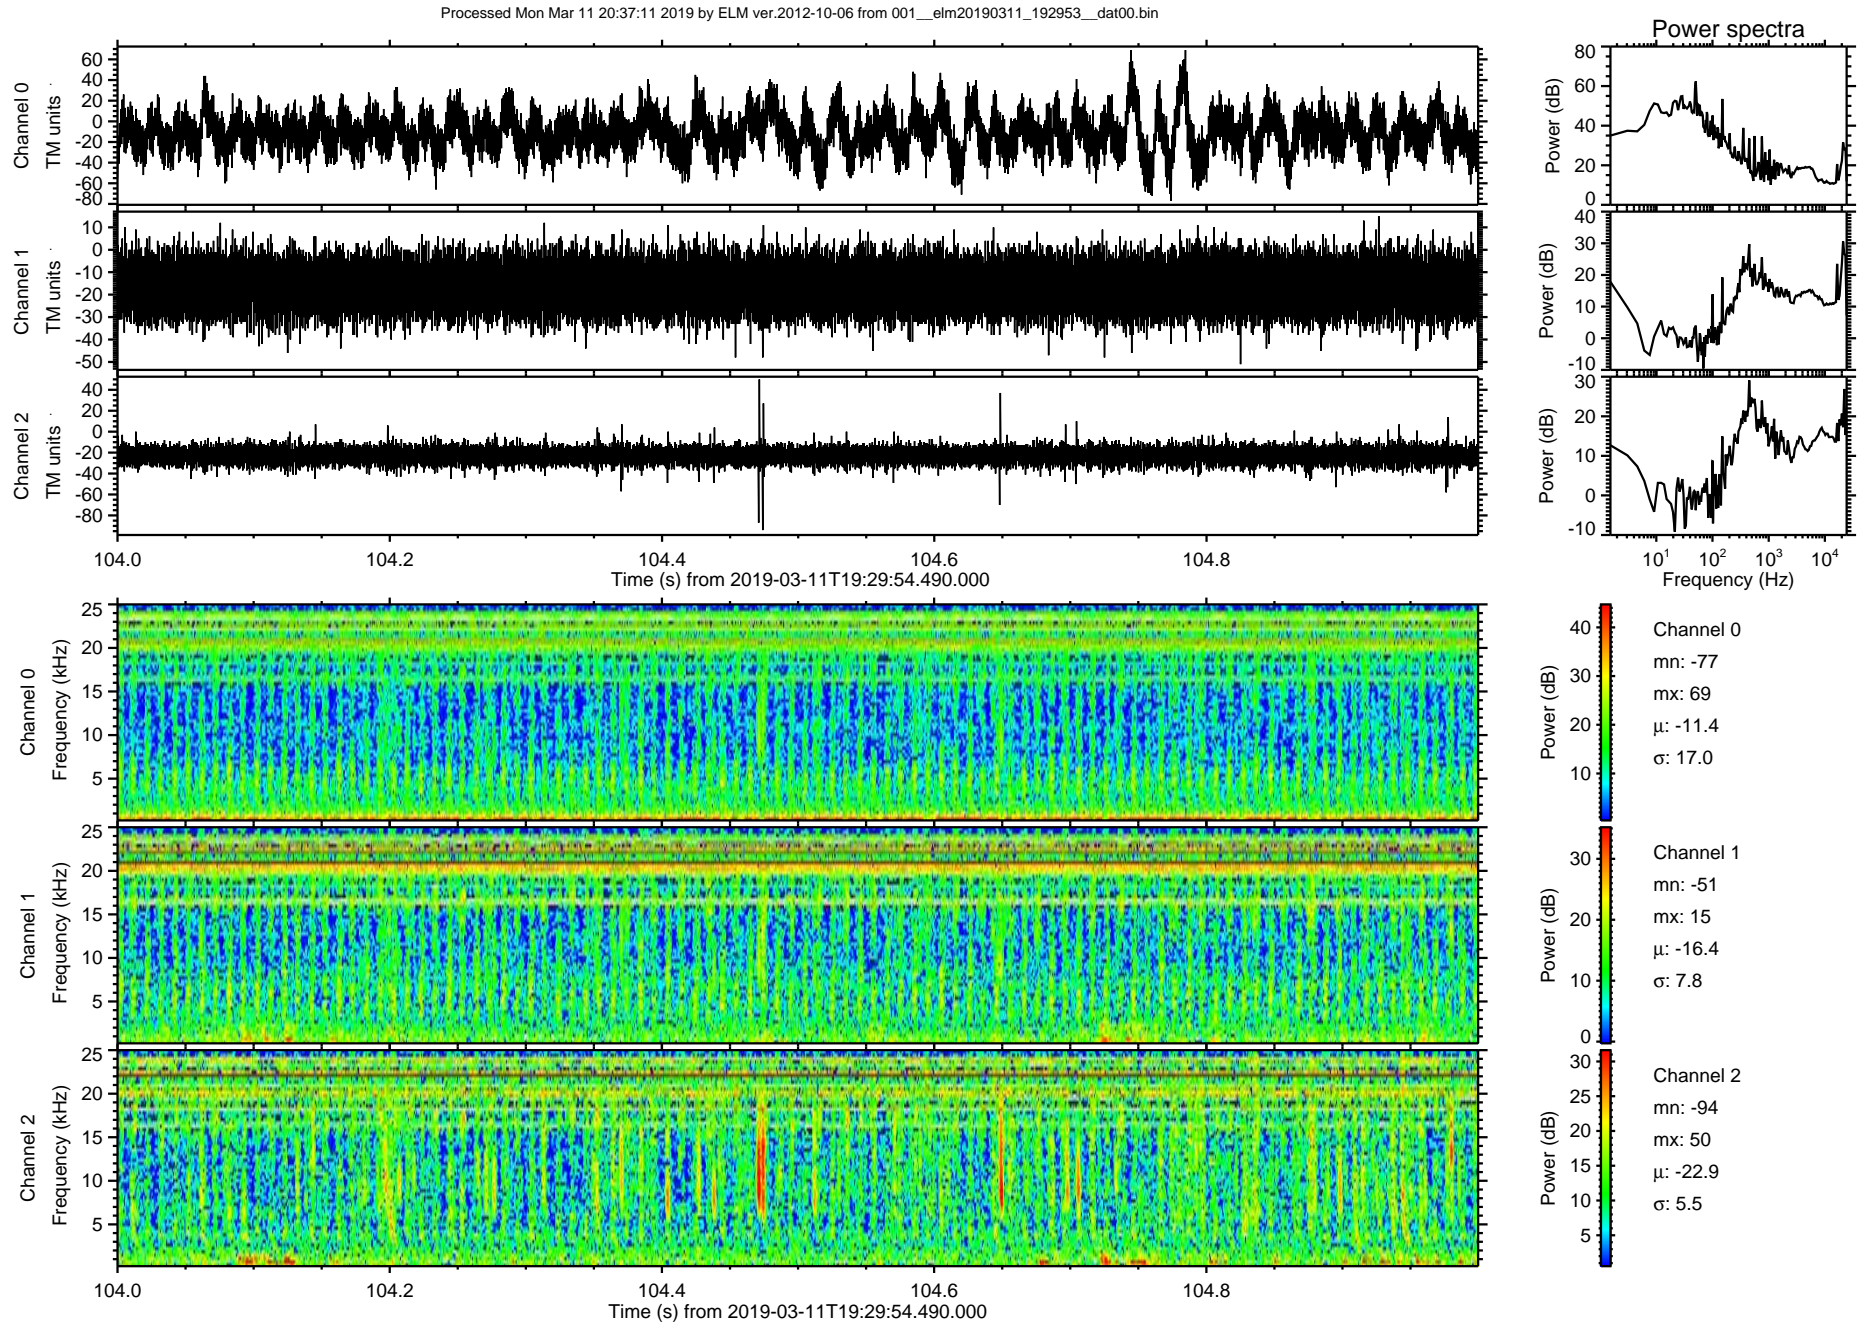 Processed Mon Mar 11 20:37:11 2019 by ELM ver.2012-10-06 from 001__elm20190311_192953__dat00.bin
Power spectra
Channel 0
TM units
60
40
20
0
-20
-40
-60
-80
Power (dB)
80
60
40
20
0
Channel 1
TM units
10
0
-10
-20
-30
-40
-50
Power (dB)
40
30
20
10
0
-10
Channel 2
TM units
40
20
0
-20
-40
-60
-80
Power (dB)
30
20
10
0
-10
104.0 104.2 104.4 104.6 104.8
Time (s) from 2019-03-11T19:29:54.490.000
10¹ 10² 10³ 10⁴
Frequency (Hz)
Channel 0
Frequency (kHz)
25
20
15
10
5
Power (dB)
40
30
20
10
Channel 0
mn: -77
mx: 69
µ: -11.4
σ: 17.0
Channel 1
Frequency (kHz)
25
20
15
10
5
Power (dB)
30
20
10
0
Channel 1
mn: -51
mx: 15
µ: -16.4
σ: 7.8
Channel 2
Frequency (kHz)
25
20
15
10
5
Power (dB)
30
25
20
15
10
5
Channel 2
mn: -94
mx: 50
µ: -22.9
σ: 5.5
104.0 104.2 104.4 104.6 104.8
Time (s) from 2019-03-11T19:29:54.490.000